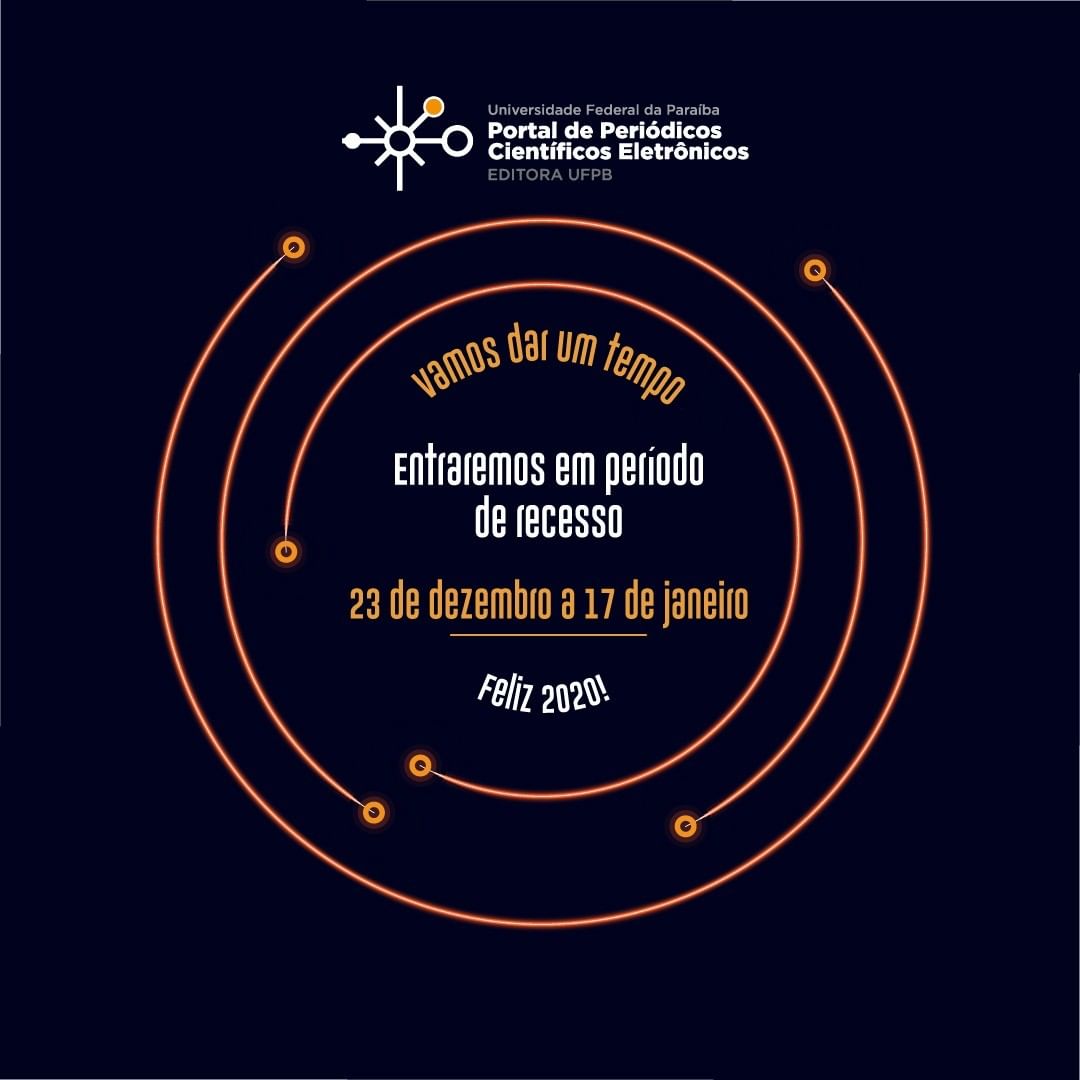 Universidade Federal da Paraíba
Portal de Periódicos
Científicos Eletrônicos
EDITORA UFPB
vamos dar um tempo
Entraremos em período
de recesso
23 de dezembro a 17 de janeiro
Feliz 2020!